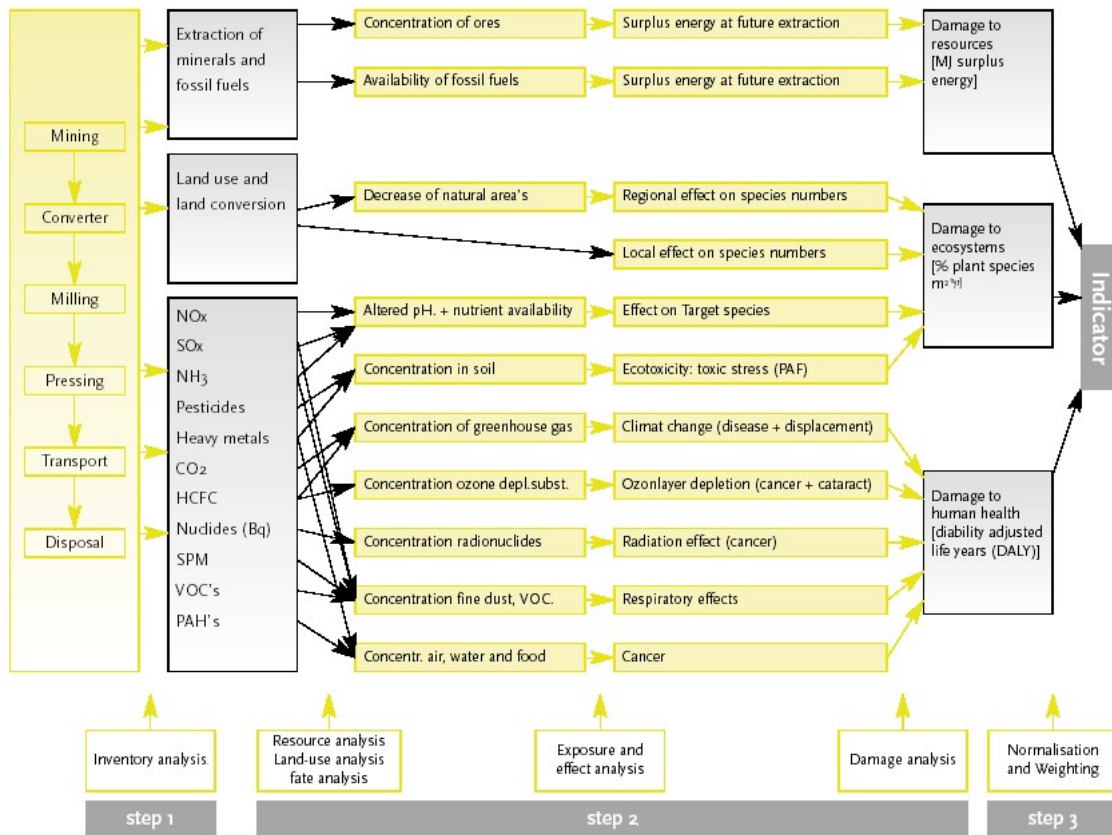 Mining
Converter
Milling
Pressing
Transport
Disposal
Extraction of
minerals and
fossil fuels
Land use and
land conversion
NOx
SOx
NH3
Pesticides
Heavy metals
CO2
HCFC
Nuclides (Bq)
SPM
VOC's
PAH's
Concentration of ores
Availability of fossil fuels
Decrease of natural area's
Altered pH. + nutrient availability
Concentration in soil
Concentration of greenhouse gas
Concentration ozone depl.subst.
Concentration radionuclides
Concentration fine dust, VOC.
Concentr. air, water and food
Surplus energy at future extraction
Surplus energy at future extraction
Regional effect on species numbers
Local effect on species numbers
Effect on Target species
Ecotoxicity: toxic stress (PAF)
Climat change (disease + displacement)
Ozonlayer depletion (cancer + cataract)
Radiation effect (cancer)
Respiratory effects
Cancer
Damage to
resources
[MJ surplus
energy]
Damage to
ecosystems
[% plant species
m2 *yr]
Damage to
human health
[diability adjusted
life years (DALY)]
Indicator
Inventory analysis.
Resource analysis
Land-use analysis
fate analysis
Exposure and
effect analysis
Damage analysis
Normalisation
and Weighting
step 1
step 2
step 3